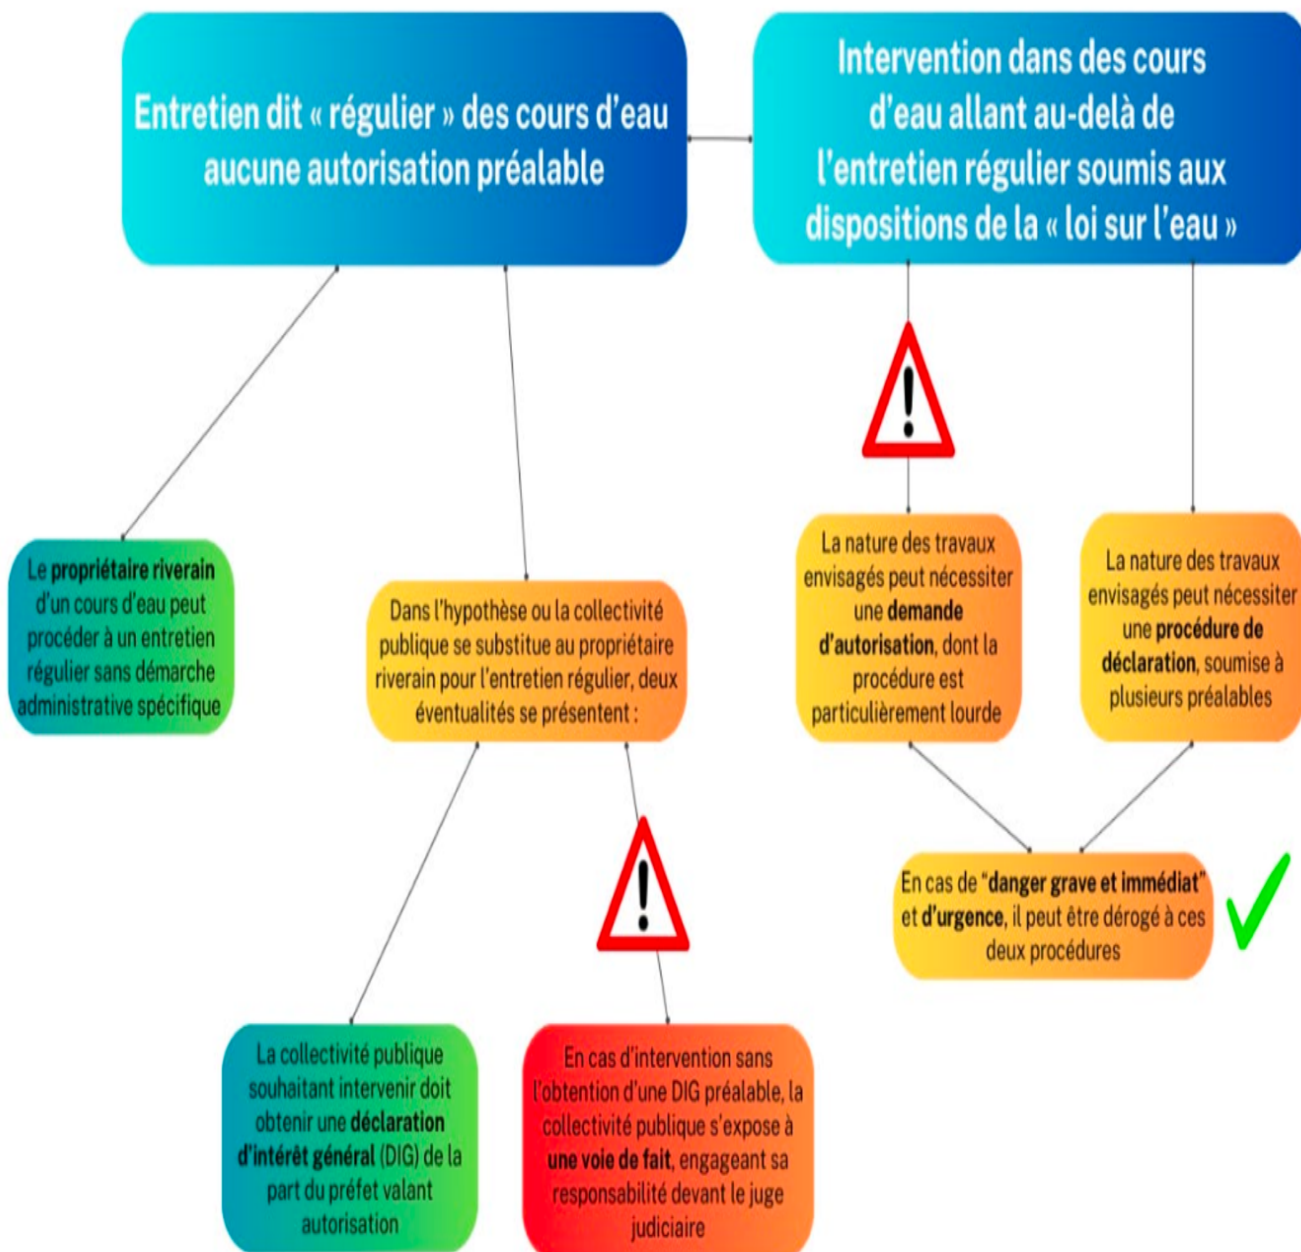 Entretien dit « régulier » des cours d'eau
aucune autorisation préalable
Intervention dans des cours
d'eau allant au-delà de
l'entretien régulier soumis aux
dispositions de la « loi sur l'eau »
!
Le propriétaire riverain
d'un cours d'eau peut
procéder à un entretien
régulier sans démarche
administrative spécifique
Dans l'hypothèse ou la collectivité
publique se substitue au propriétaire
riverain pour l'entretien régulier, deux
éventualités se présentent :
La nature des travaux
envisagés peut nécessiter
une demande
d'autorisation, dont la
procédure est
particulièrement lourde
La nature des travaux
envisagés peut nécessiter
une procédure de
déclaration, soumise à
plusieurs préalables
!
En cas de "danger grave et immédiat"
et d'urgence, il peut être dérogé à ces
deux procédures
La collectivité publique
souhaitant intervenir doit
obtenir une déclaration
d'intérêt général (DIG) de la
part du préfet valant
autorisation
En cas d'intervention sans
l'obtention d'une DIG préalable, la
collectivité publique s'expose à
une voie de fait, engageant sa
responsabilité devant le juge
judiciaire